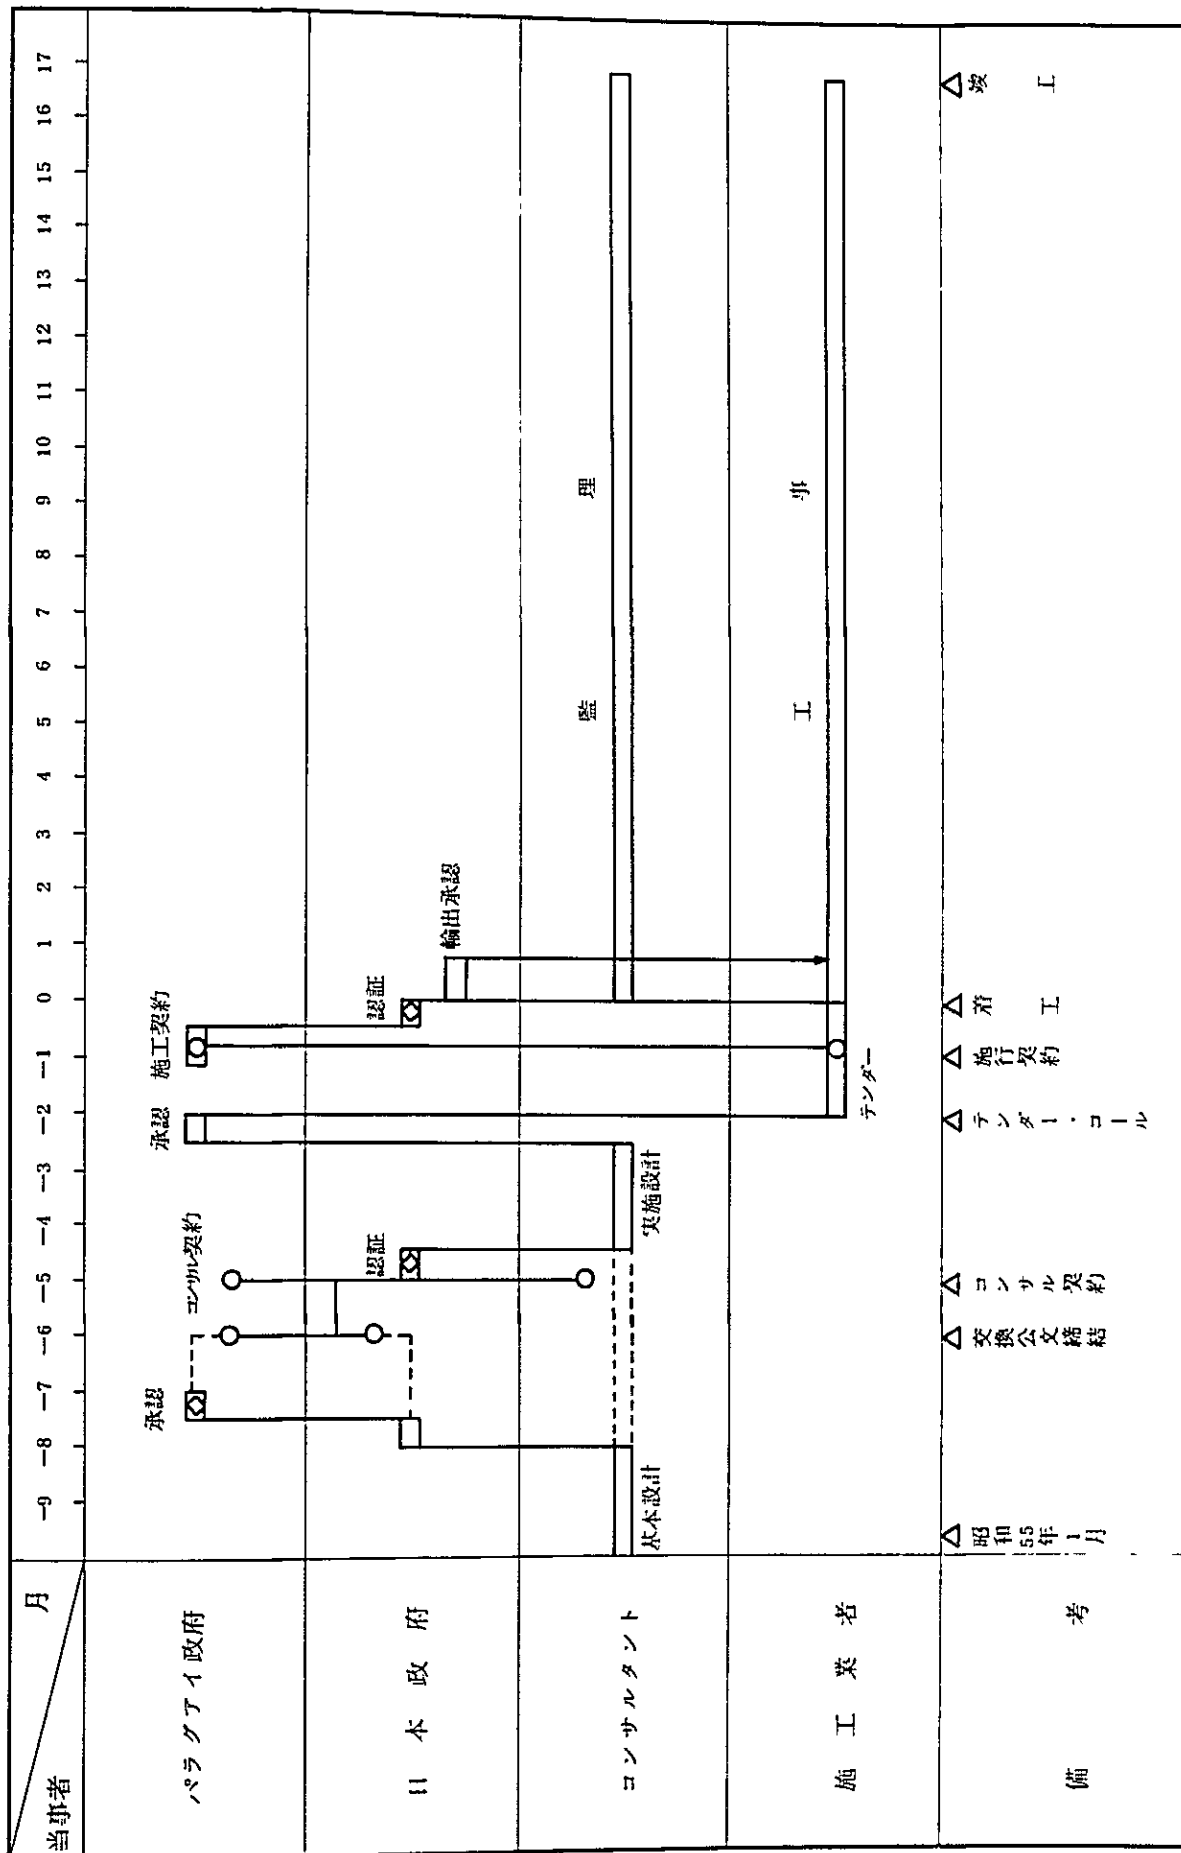 月
当事者
-9 -8 -7 -6 -5 -4 -3 -2 -1 0 1 2 3 4 5 6 7 8 9 10 11 12 13 14 15 16 17
パラグアイ政府
承認
コンサル契約
承認
施工契約
日本政府
認証
認証
輸出承認
コンサルタント
基本設計
実施設計
監理
施工業者
テンダー
工事
備考
昭和55年1月
交換公文締結
コンサル契約
テンダー・コール
施行契約
着工
竣工